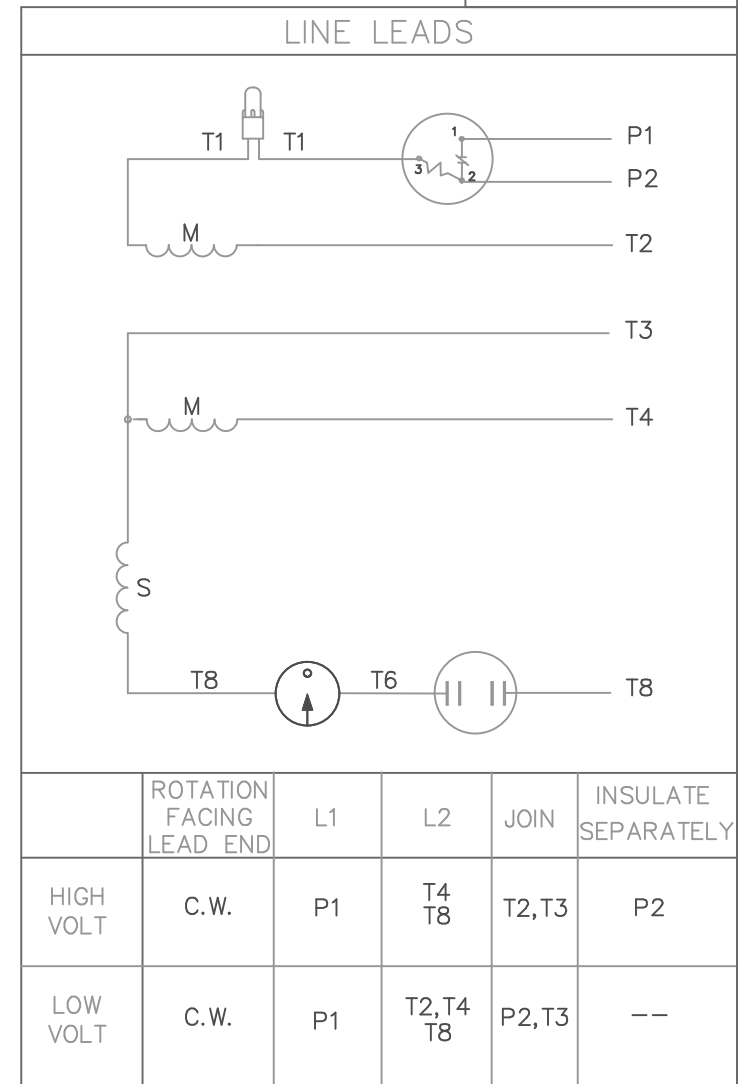 LINE LEADS
T1 T1
1
3
2
P1
P2
M
T2
T3
M
T4
S
T8
T6
T8
ROTATION
FACING
LEAD END
L1
L2
JOIN
INSULATE
SEPARATELY
HIGH
VOLT
C.W.
P1
T4
T8
T2,T3
P2
LOW
VOLT
C.W.
P1
T2,T4
T8
P2,T3
--